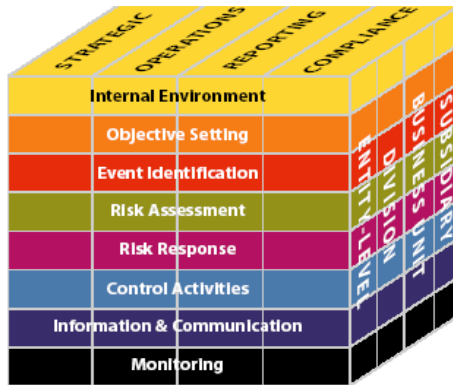 STRATEGIC
OPERATIONS
REPORTING
COMPLIANCE
Internal Environment
Objective Setting
Event Identification
Risk Assessment
Risk Response
Control Activities
Information & Communication
Monitoring
ENTITY-LEVEL
DIVISION
BUSINESS UNIT
SUBSIDIARY